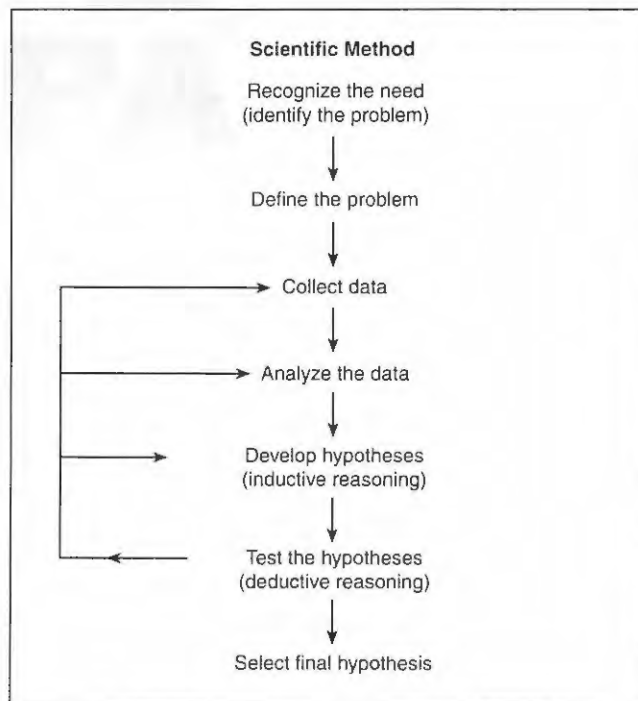 Scientific Method
Recognize the need
(identify the problem)
Define the problem
Collect data
Analyze the data
Develop hypotheses
(inductive reasoning)
Test the hypotheses
(deductive reasoning)
Select final hypothesis